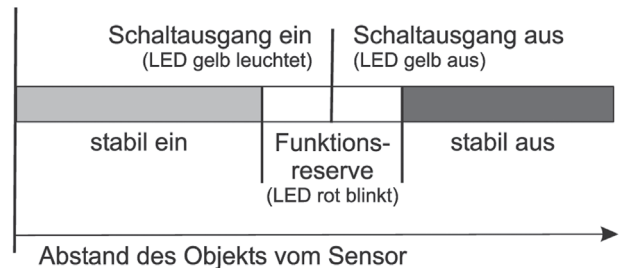 Schaltausgang ein
(LED gelb leuchtet)
Schaltausgang aus
(LED gelb aus)
stabil ein
Funktions-
reserve
(LED rot blinkt)
stabil aus
Abstand des Objekts vom Sensor